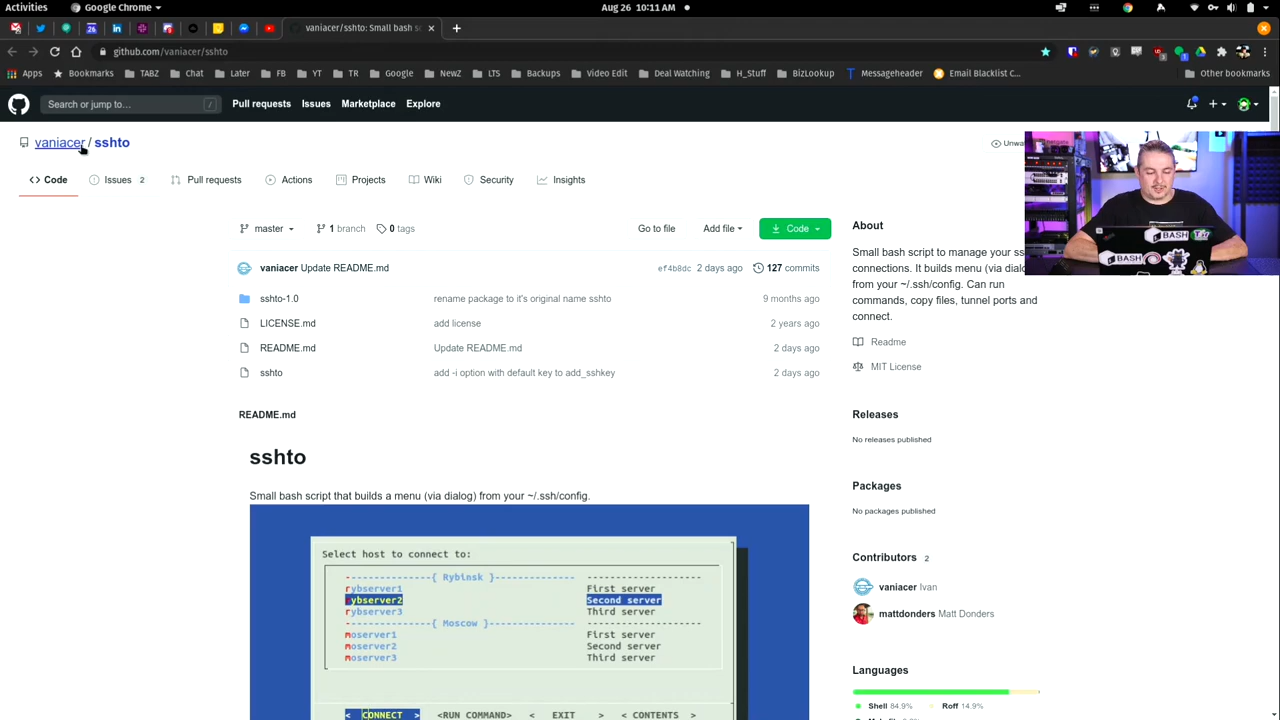 Activities
Google Chrome
Aug 26 10:11 AM
vaniacer/sshto: Small bash sc
github.com/vaniacer/sshto
Apps
Bookmarks
TABZ
Chat
Later
FB
YT
TR
Google
NewZ
LTS
Backups
Video Edit
Deal Watching
H_Stuff
BizLookup
Messageheader
Email Blacklist C...
Other bookmarks
Search or jump to...
/
Pull requests
Issues
Marketplace
Explore
vaniacer / sshto
Unwa
Code
Issues 2
Pull requests
Actions
Projects
Wiki
Security
Insights
master
1 branch
0 tags
Go to file
Add file
Code
vaniacer Update README.md
ef4b8dc 2 days ago
127 commits
sshto-1.0
rename package to it's original name sshto
9 months ago
LICENSE.md
add license
2 years ago
README.md
Update README.md
2 days ago
sshto
add -i option with default key to add_sshkey
2 days ago
README.md
sshto
Small bash script that builds a menu (via dialog) from your ~/.ssh/config.
Select host to connect to:
{ Rybinsk }
rybserver1 First server
rybserver2 Second server
rybserver3 Third server
{ Moscow }
moserver1 First server
moserver2 Second server
moserver3 Third server
< CONNECT >
<RUN COMMAND>
< EXIT >
< CONTENTS >
About
Small bash script to manage your ss
connections. It builds menu (via dialo
from your ~/.ssh/config. Can run
commands, copy files, tunnel ports and
connect.
Readme
MIT License
Releases
No releases published
Packages
No packages published
Contributors 2
vaniacer Ivan
mattdonders Matt Donders
Languages
Shell 84.9%
Roff 14.9%
BASH
BASH